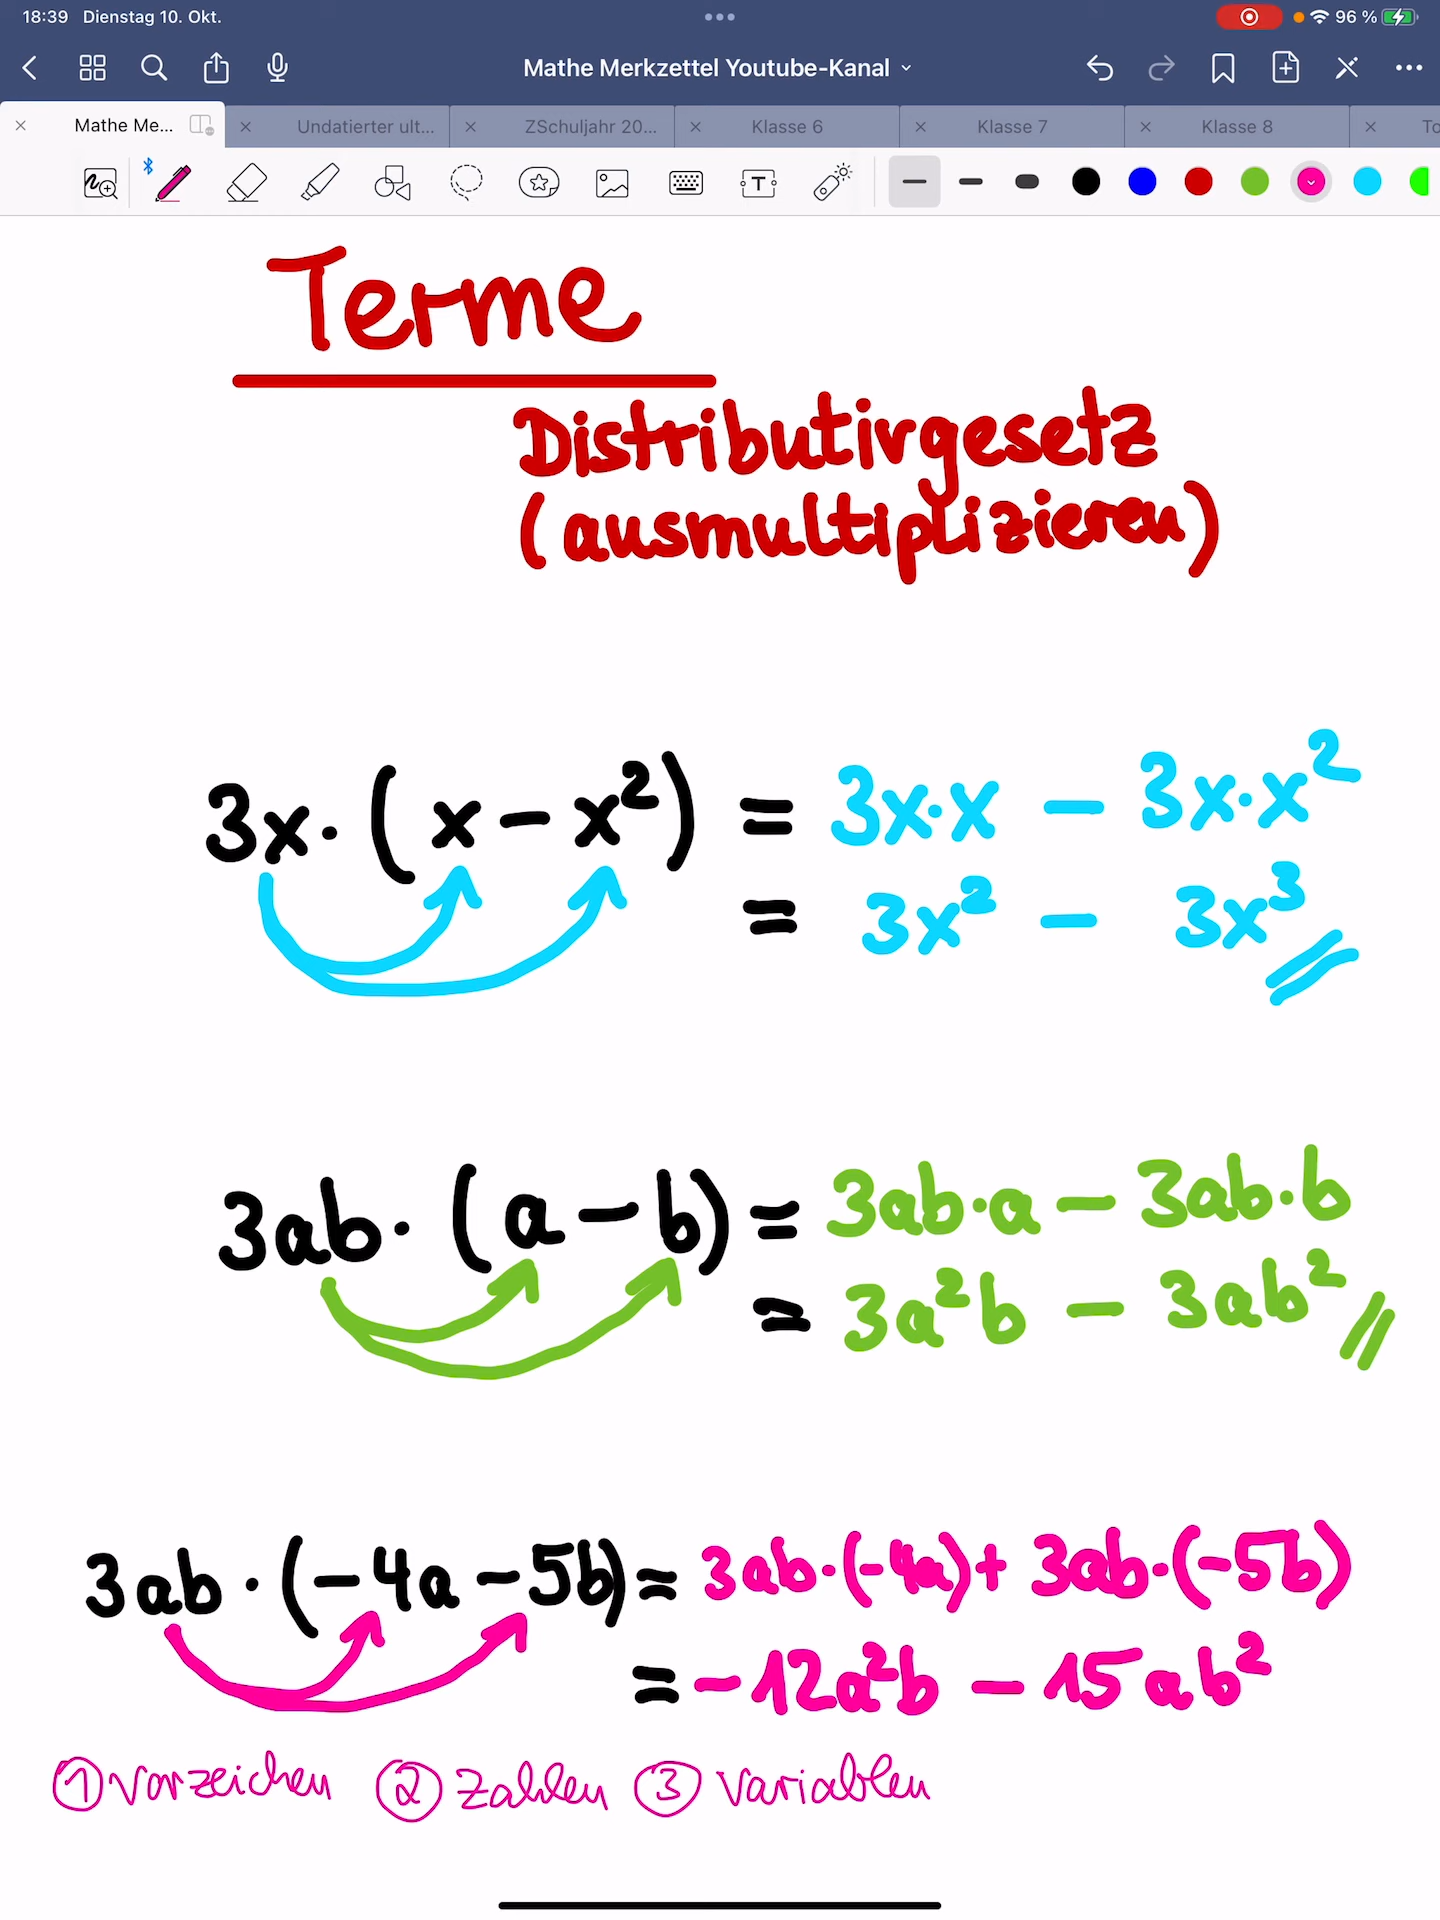 18:39 Dienstag 10. Okt. 96 %
Mathe Merkzettel Youtube-Kanal
Mathe Me... Undatierter ult... ZSchuljahr 20... Klasse 6 Klasse 7 Klasse 8 To
T
Terme
Distributivgesetz
(ausmultiplizieren)
3x·(x-x²) = 3x·x - 3x·x²
= 3x² - 3x³
3ab·(a-b) = 3ab·a - 3ab·b
= 3a²b - 3ab²
3ab·(-4a-5b) = 3ab·(-4a) + 3ab·(-5b)
= -12a²b - 15ab²
① Vorzeichen ② Zahlen ③ Variablen